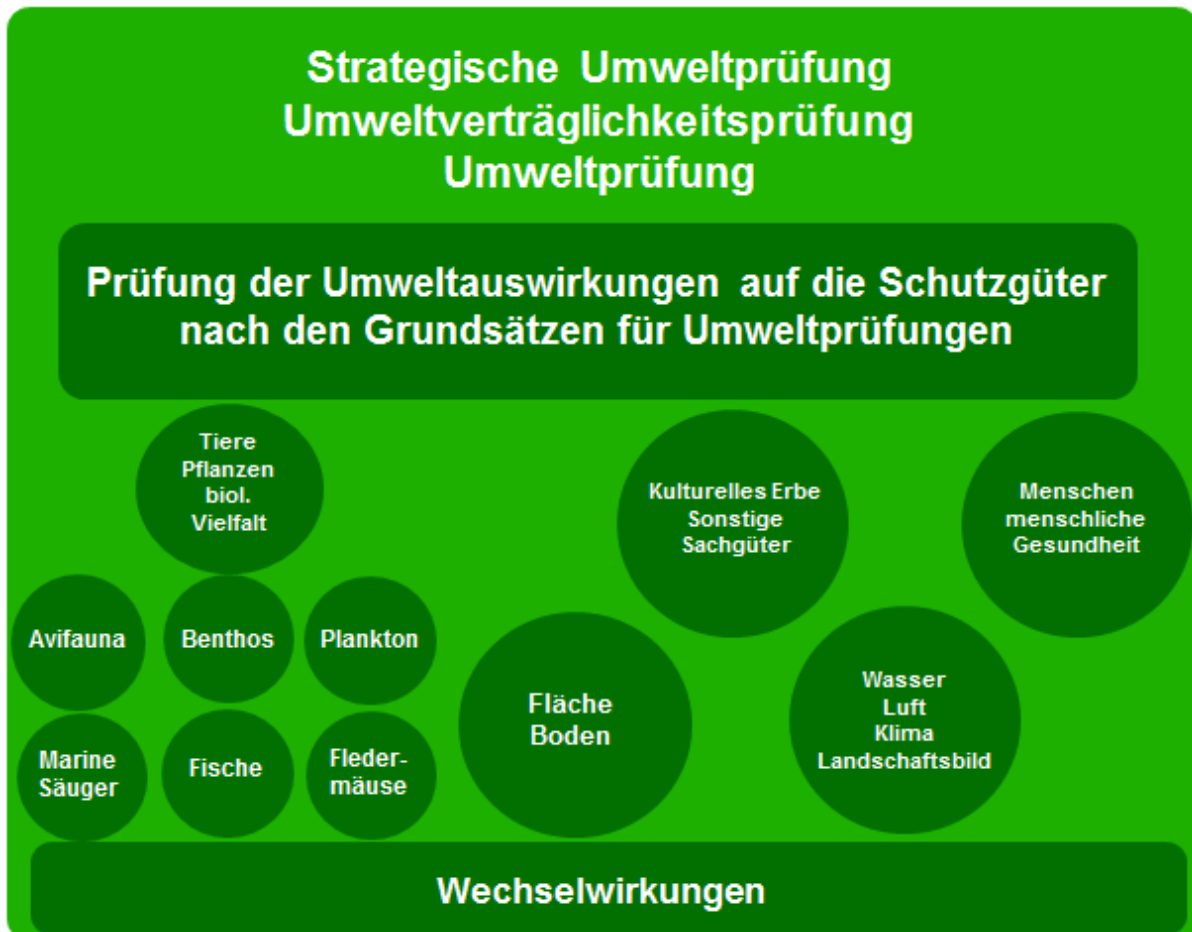 Strategische Umweltprüfung
Umweltverträglichkeitsprüfung
Umweltprüfung
Prüfung der Umweltauswirkungen auf die Schutzgüter
nach den Grundsätzen für Umweltprüfungen
Tiere
Pflanzen
biol.
Vielfalt
Kulturelles Erbe
Sonstige
Sachgüter
Menschen
menschliche
Gesundheit
Avifauna
Benthos
Plankton
Marine
Säuger
Fische
Fleder-
mäuse
Fläche
Boden
Wasser
Luft
Klima
Landschaftsbild
Wechselwirkungen